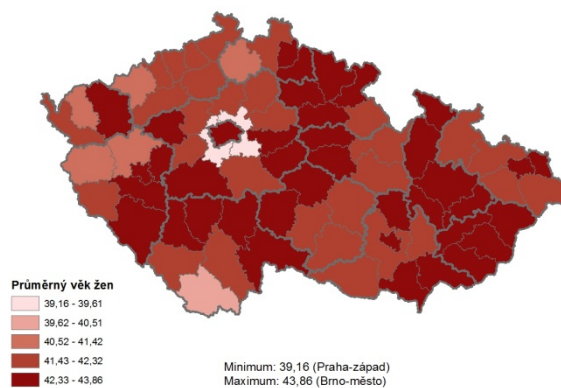 Průměrný věk žen
39,16 - 39,61
39,62 - 40,51
40,52 - 41,42
41,43 - 42,32
42,33 - 43,86
Minimum: 39,16 (Praha-západ)
Maximum: 43,86 (Brno-město)